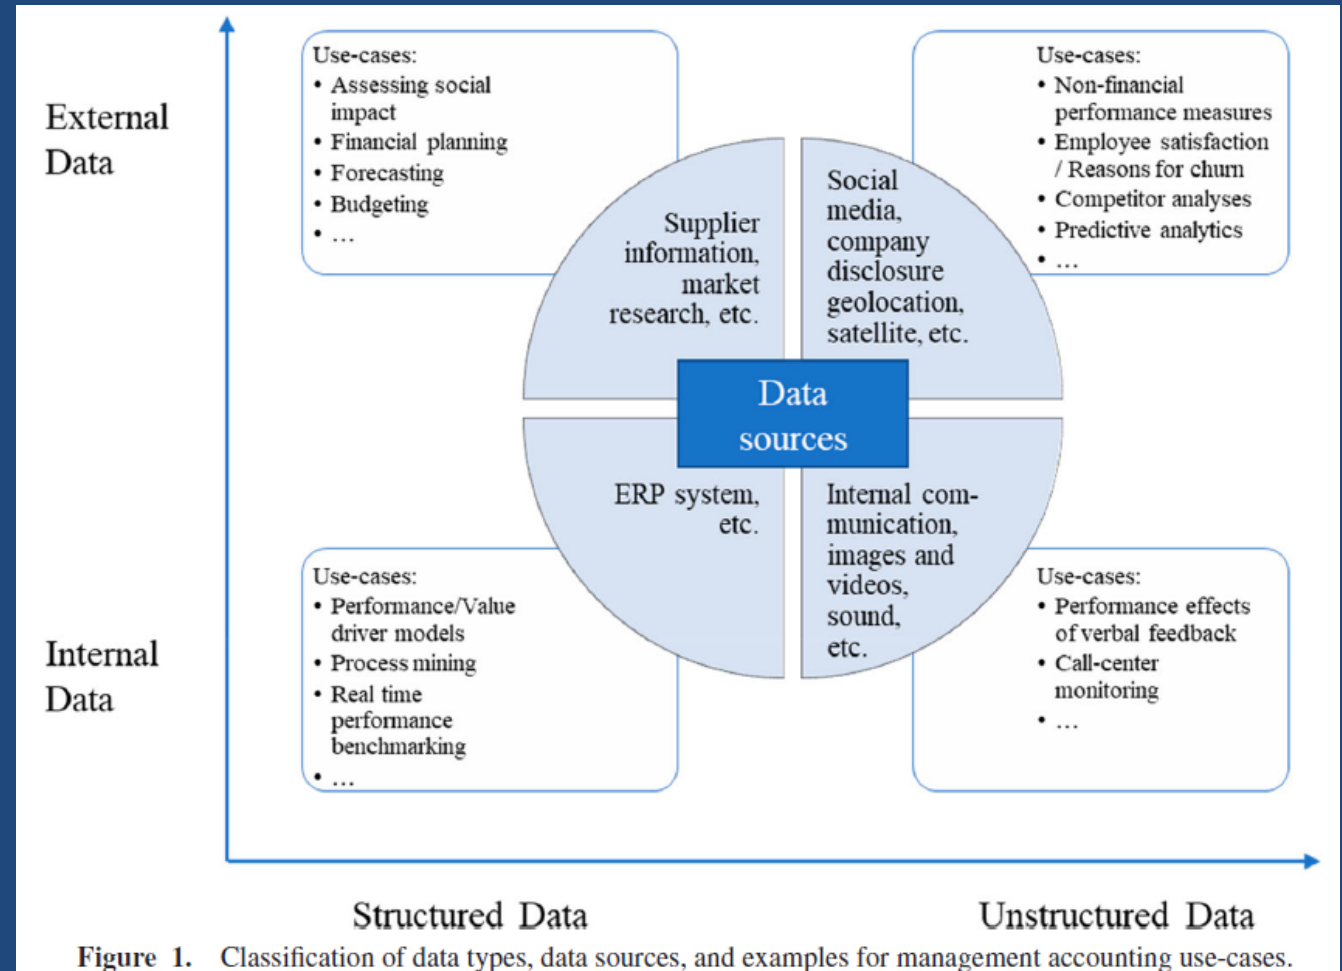 External
Data
Use-cases:
• Assessing social
impact
• Financial planning
• Forecasting
• Budgeting
• ...
Use-cases:
• Non-financial
performance measures
• Employee satisfaction
/ Reasons for churn
• Competitor analyses
• Predictive analytics
• ...
Supplier
information,
market
research, etc.
Social
media,
company
disclosure
geolocation,
satellite, etc.
Data
sources
ERP system,
etc.
Internal com-
munication,
images and
videos,
sound,
etc.
Internal
Data
Use-cases:
• Performance/Value
driver models
• Process mining
• Real time
performance
benchmarking
• ...
Use-cases:
• Performance effects
of verbal feedback
• Call-center
monitoring
• ...
Structured Data
Unstructured Data
Figure 1. Classification of data types, data sources, and examples for management accounting use-cases.